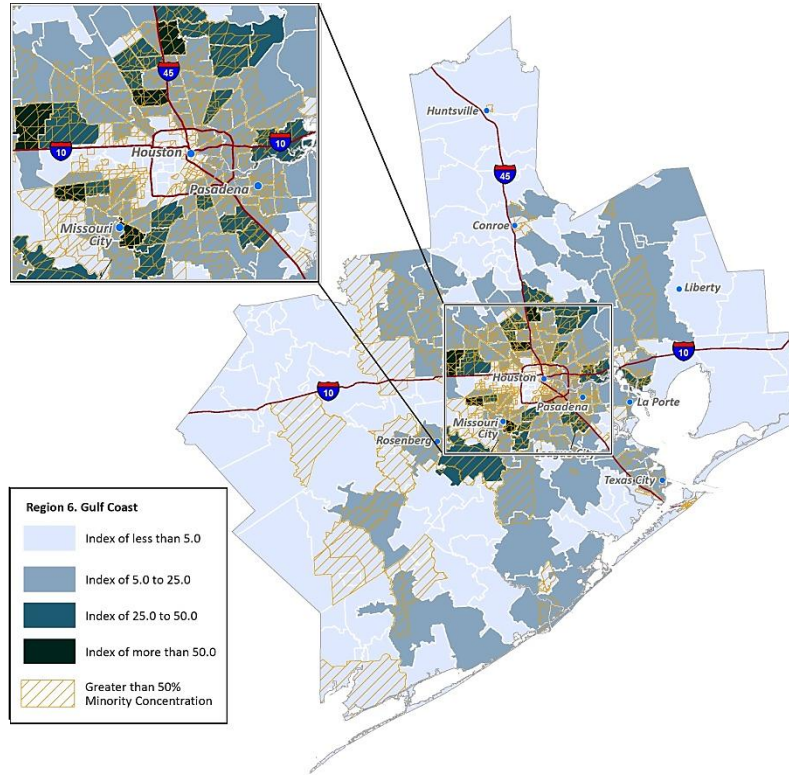 45
10
Houston
10
Pasadena
Missouri
City
Huntsville
45
Conroe
Liberty
10
Houston
10
La Porte
Pasadena
Missouri
City
Rosenberg
League City
Texas City
Region 6. Gulf Coast
Index of less than 5.0
Index of 5.0 to 25.0
Index of 25.0 to 50.0
Index of more than 50.0
Greater than 50%
Minority Concentration